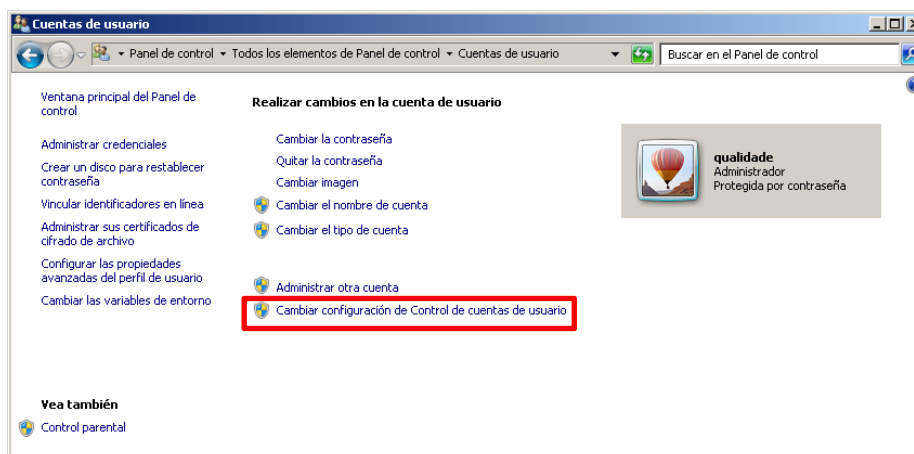 Cuentas de usuario
Panel de control Todos los elementos de Panel de control Cuentas de usuario
Buscar en el Panel de control
Ventana principal del Panel de
control
Administrar credenciales
Crear un disco para restablecer
contraseña
Vincular identificadores en línea
Administrar sus certificados de
cifrado de archivo
Configurar las propiedades
avanzadas del perfil de usuario
Cambiar las variables de entorno
Vea también
Control parental
Realizar cambios en la cuenta de usuario
Cambiar la contraseña
Quitar la contraseña
Cambiar imagen
Cambiar el nombre de cuenta
Cambiar el tipo de cuenta
Administrar otra cuenta
Cambiar configuración de Control de cuentas de usuario
qualidade
Administrador
Protegida por contraseña